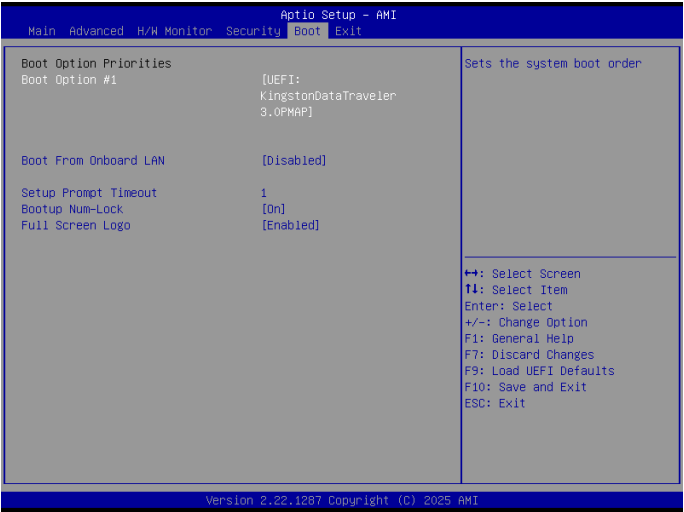 Aptio Setup - AMI
Main Advanced H/W Monitor Security Boot Exit
Boot Option Priorities
Boot Option #1 [UEFI:
KingstonDataTraveler
3.0PMAP]
Boot From Onboard LAN [Disabled]
Setup Prompt Timeout 1
Bootup Num-Lock [On]
Full Screen Logo [Enabled]
Sets the system boot order
↔: Select Screen
↑↓: Select Item
Enter: Select
+/-: Change Option
F1: General Help
F7: Discard Changes
F9: Load UEFI Defaults
F10: Save and Exit
ESC: Exit
Version 2.22.1287 Copyright (C) 2025 AMI